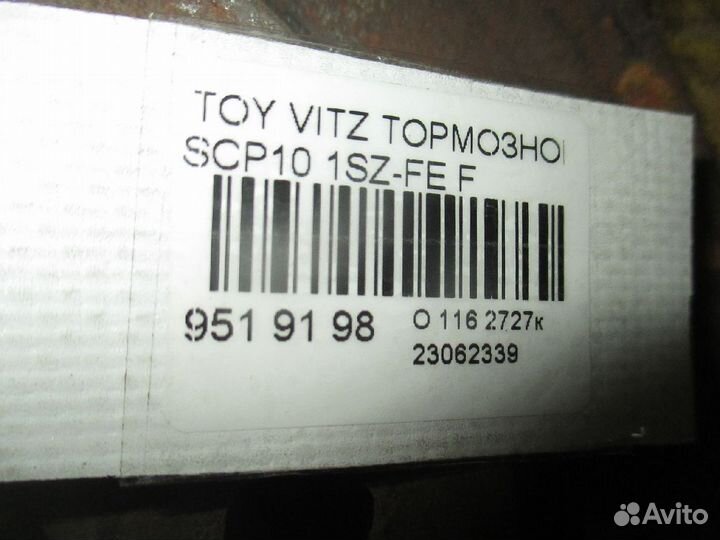 TOY VITZ ТОРМОЗНОЙ
SCP10 1SZ-FE F
951 91 98
О 116 2727к
23062339
Avito